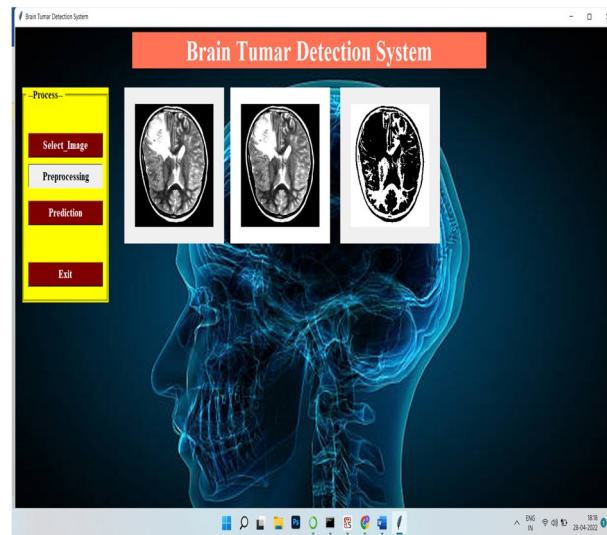 Brain Tumar Detection System
Brain Tumar Detection System
--Process--
Select_Image
Preprocessing
Prediction
Exit
ENG
IN
18:18
28-04-2022